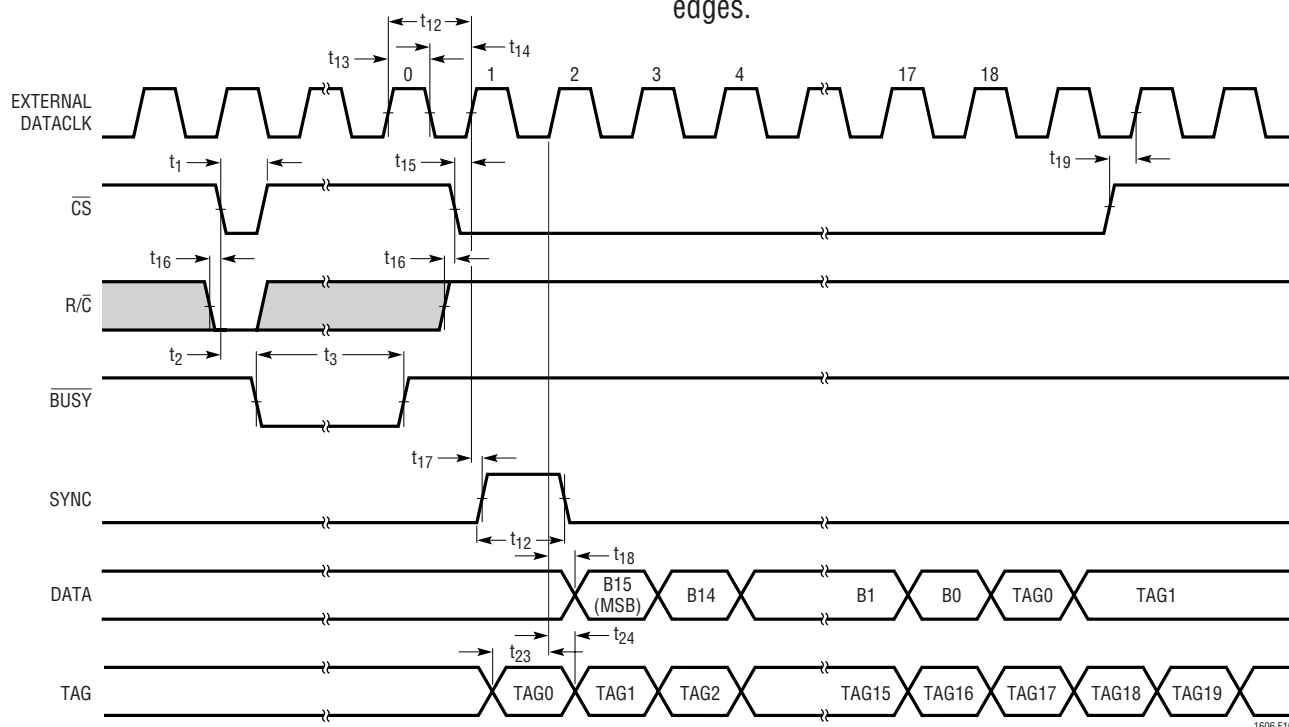 edges.
t12
t13
t14
0 1 2 3 4 17 18
EXTERNAL
DATACLK
t1
t15
t19
CS
t16
t16
R/C
t2
t3
BUSY
t17
SYNC
t12
t18
DATA
B15
(MSB)
B14
B1
B0
TAG0
TAG1
t24
t23
TAG
TAG0
TAG1
TAG2
TAG15
TAG16
TAG17
TAG18
TAG19